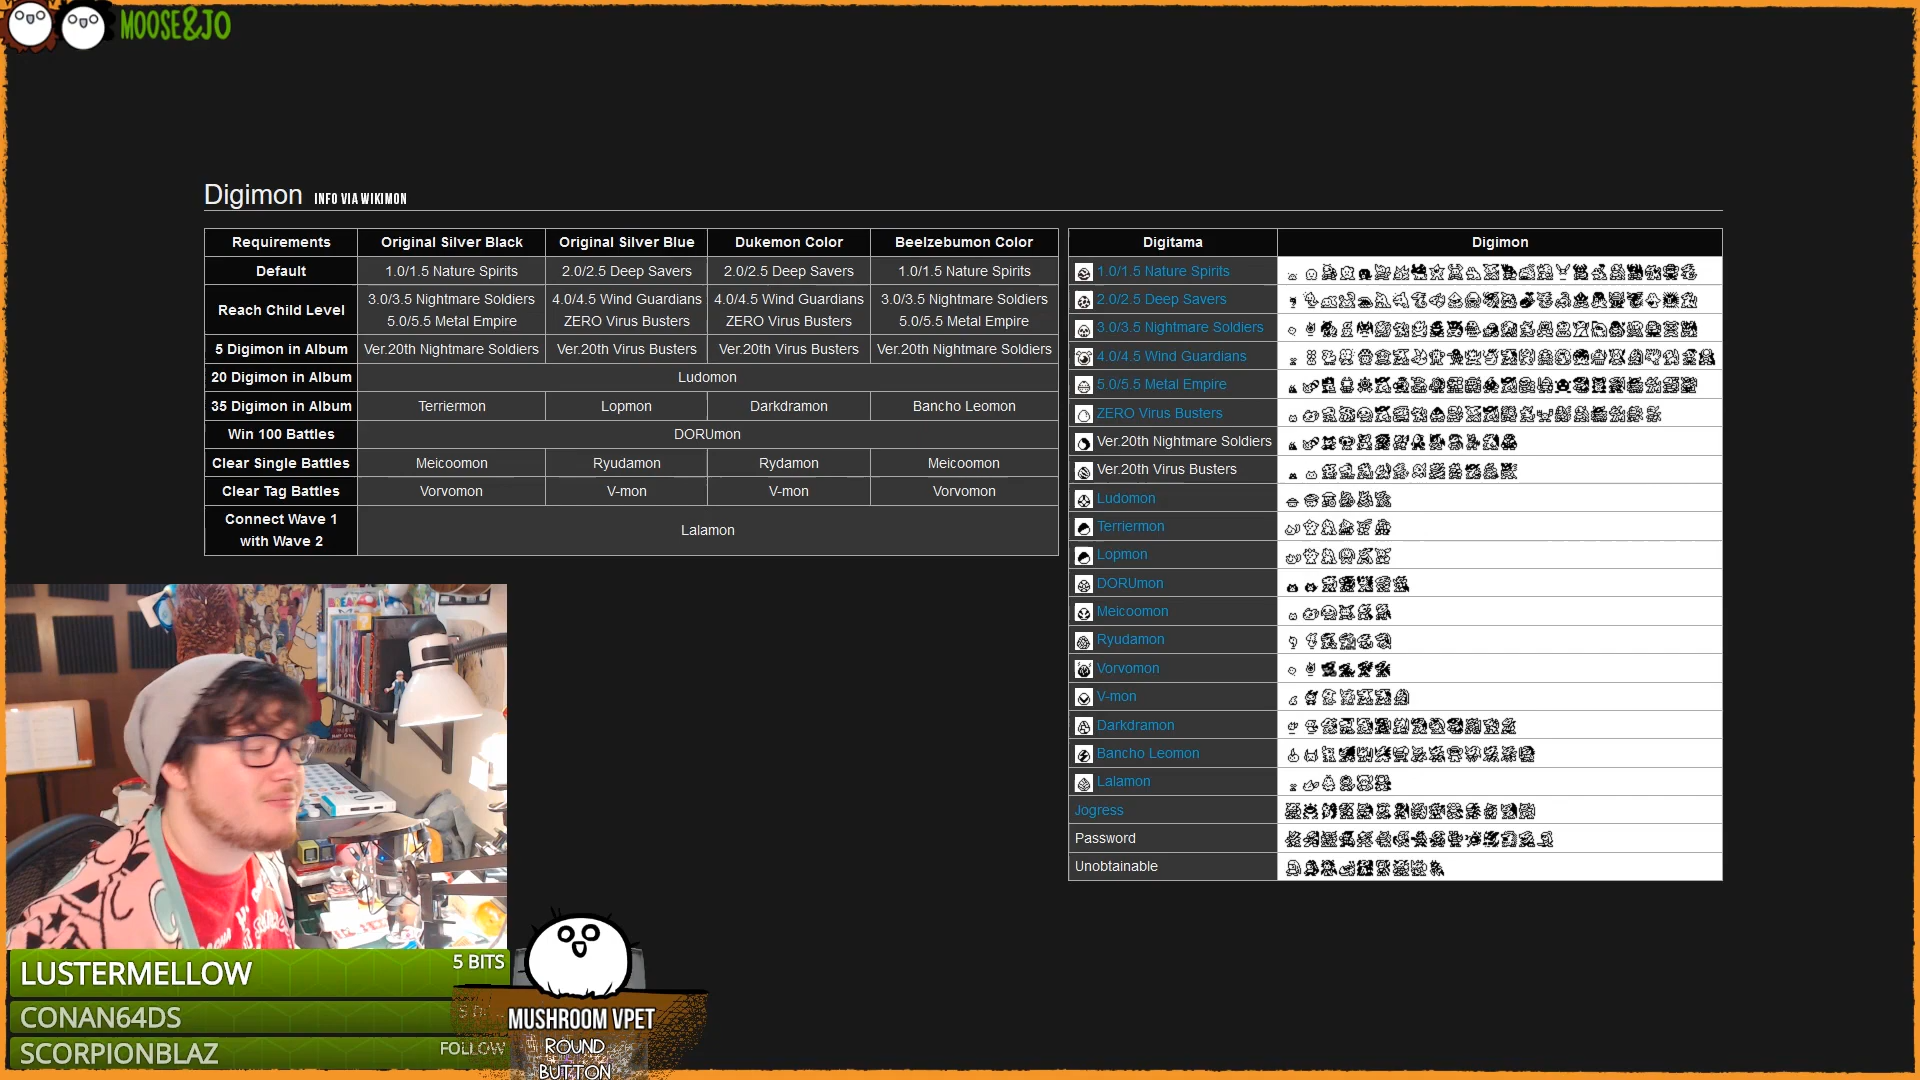 MOOSE&JO
Digimon INFO VIA WIKIMON
Requirements Original Silver Black Original Silver Blue Dukemon Color Beelzebumon Color
Default 1.0/1.5 Nature Spirits 2.0/2.5 Deep Savers 2.0/2.5 Deep Savers 1.0/1.5 Nature Spirits
Reach Child Level 3.0/3.5 Nightmare Soldiers 4.0/4.5 Wind Guardians 4.0/4.5 Wind Guardians 3.0/3.5 Nightmare Soldiers
5.0/5.5 Metal Empire ZERO Virus Busters ZERO Virus Busters 5.0/5.5 Metal Empire
5 Digimon in Album Ver.20th Nightmare Soldiers Ver.20th Virus Busters Ver.20th Virus Busters Ver.20th Nightmare Soldiers
20 Digimon in Album Ludomon
35 Digimon in Album Terriermon Lopmon Darkdramon Bancho Leomon
Win 100 Battles DORUmon
Clear Single Battles Meicoomon Ryudamon Rydamon Meicoomon
Clear Tag Battles Vorvomon V-mon V-mon Vorvomon
Connect Wave 1
with Wave 2 Lalamon
Digitama Digimon
1.0/1.5 Nature Spirits
2.0/2.5 Deep Savers
3.0/3.5 Nightmare Soldiers
4.0/4.5 Wind Guardians
5.0/5.5 Metal Empire
ZERO Virus Busters
Ver.20th Nightmare Soldiers
Ver.20th Virus Busters
Ludomon
Terriermon
Lopmon
DORUmon
Meicoomon
Ryudamon
Vorvomon
V-mon
Darkdramon
Bancho Leomon
Lalamon
Jogress
Password
Unobtainable
LUSTERMELLOW 5 BITS
CONAN64DS
SCORPIONBLAZ FOLLOW
MUSHROOM VPET
ROUND
BUTTON